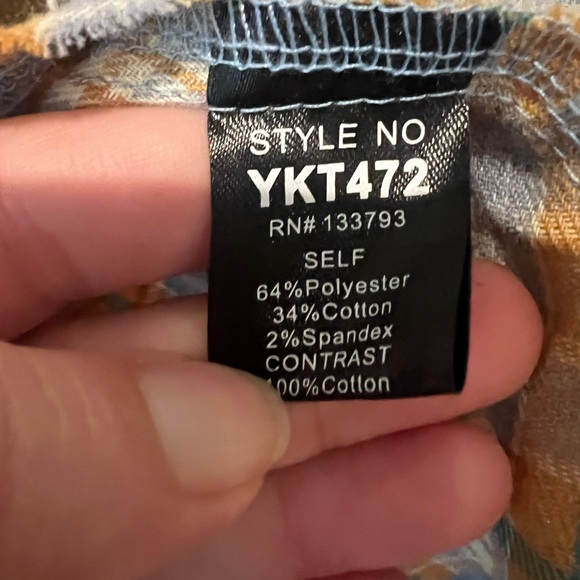 STYLE NO
YKT472
RN# 133793
SELF
64%Polyester
34%Cotton
2%Spandex
CONTRAST
100%Cotton